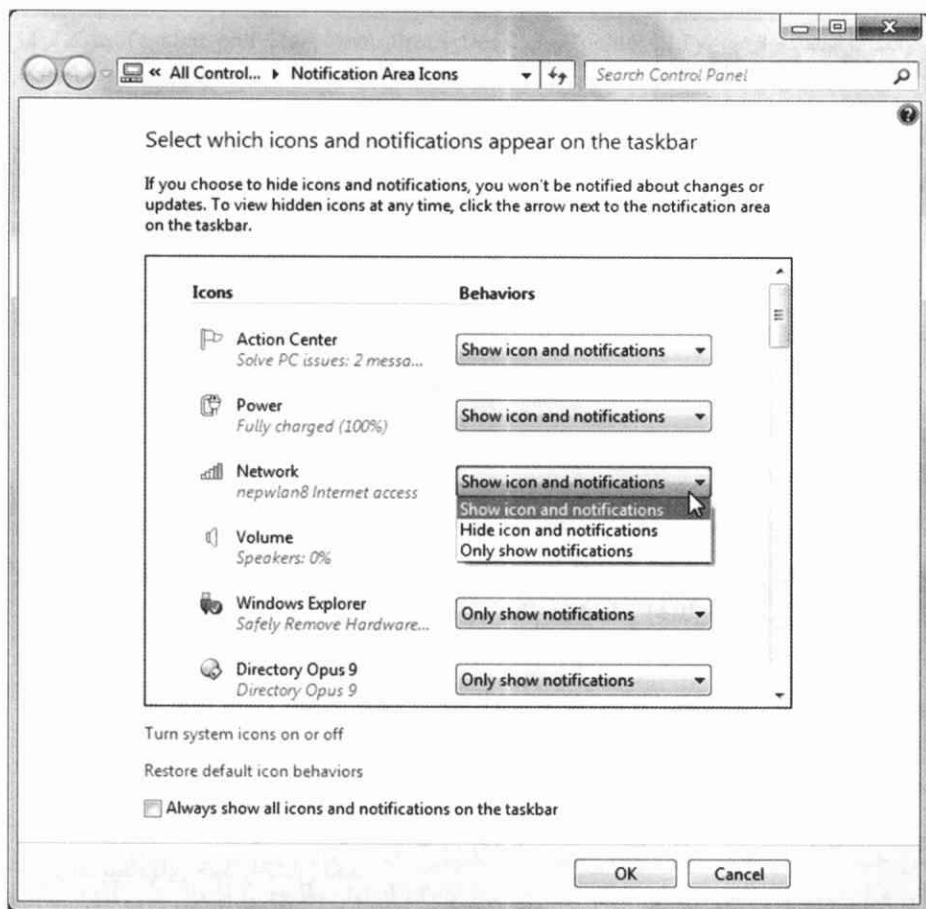 « All Control... ▸ Notification Area Icons
Search Control Panel
Select which icons and notifications appear on the taskbar
If you choose to hide icons and notifications, you won't be notified about changes or
updates. To view hidden icons at any time, click the arrow next to the notification area
on the taskbar.
Icons Behaviors
Action Center
Solve PC issues: 2 messa...
Show icon and notifications
Power
Fully charged (100%)
Show icon and notifications
Network
nepwlan8 Internet access
Show icon and notifications
Show icon and notifications
Hide icon and notifications
Only show notifications
Volume
Speakers: 0%
Windows Explorer
Safely Remove Hardware...
Only show notifications
Directory Opus 9
Directory Opus 9
Only show notifications
Turn system icons on or off
Restore default icon behaviors
Always show all icons and notifications on the taskbar
OK Cancel